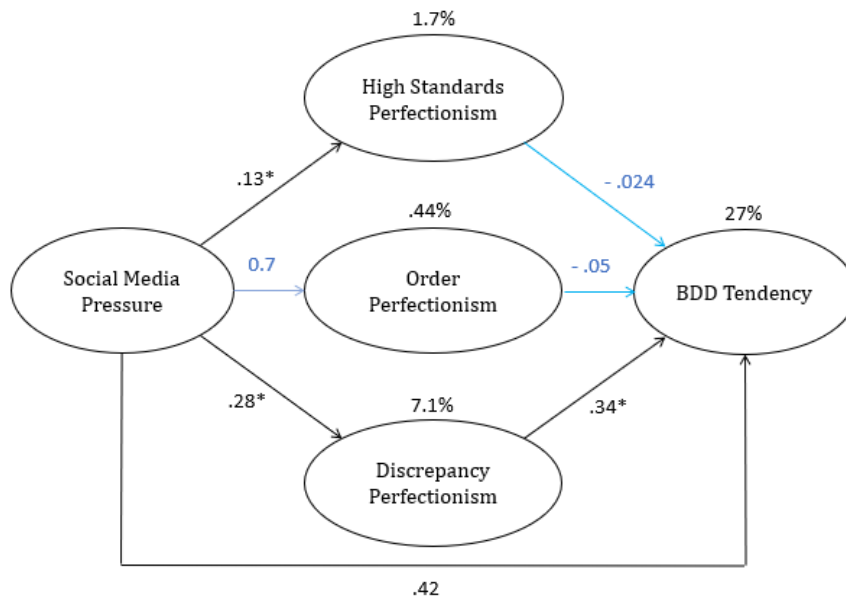 1.7%
High Standards
Perfectionism
.13*
- .024
.44%
27%
Social Media
Pressure
0.7
Order
Perfectionism
- .05
BDD Tendency
.28*
7.1%
.34*
Discrepancy
Perfectionism
.42